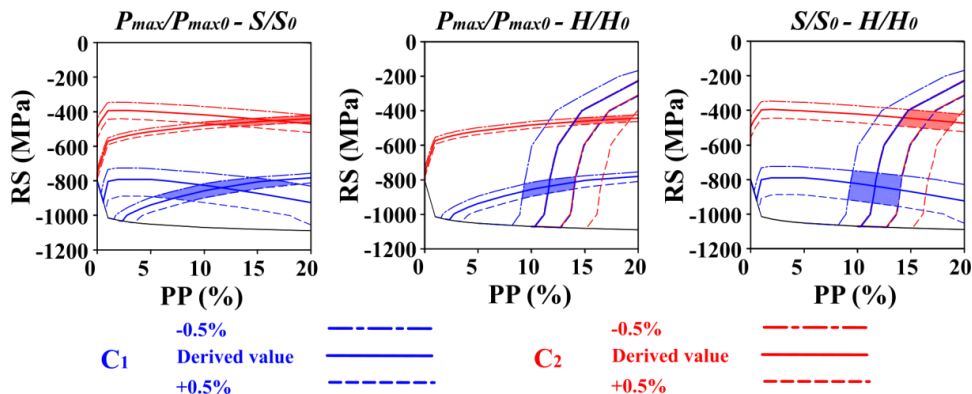 Pmax/Pmax0 - S/S0
Pmax/Pmax0 - H/H0
S/S0 - H/H0
RS (MPa)
0
-200
-400
-600
-800
-1000
-1200
0 5 10 15 20
PP (%)
RS (MPa)
0
-200
-400
-600
-800
-1000
-1200
0 5 10 15 20
PP (%)
RS (MPa)
0
-200
-400
-600
-800
-1000
-1200
0 5 10 15 20
PP (%)
C1
-0.5%
Derived value
+0.5%
C2
-0.5%
Derived value
+0.5%